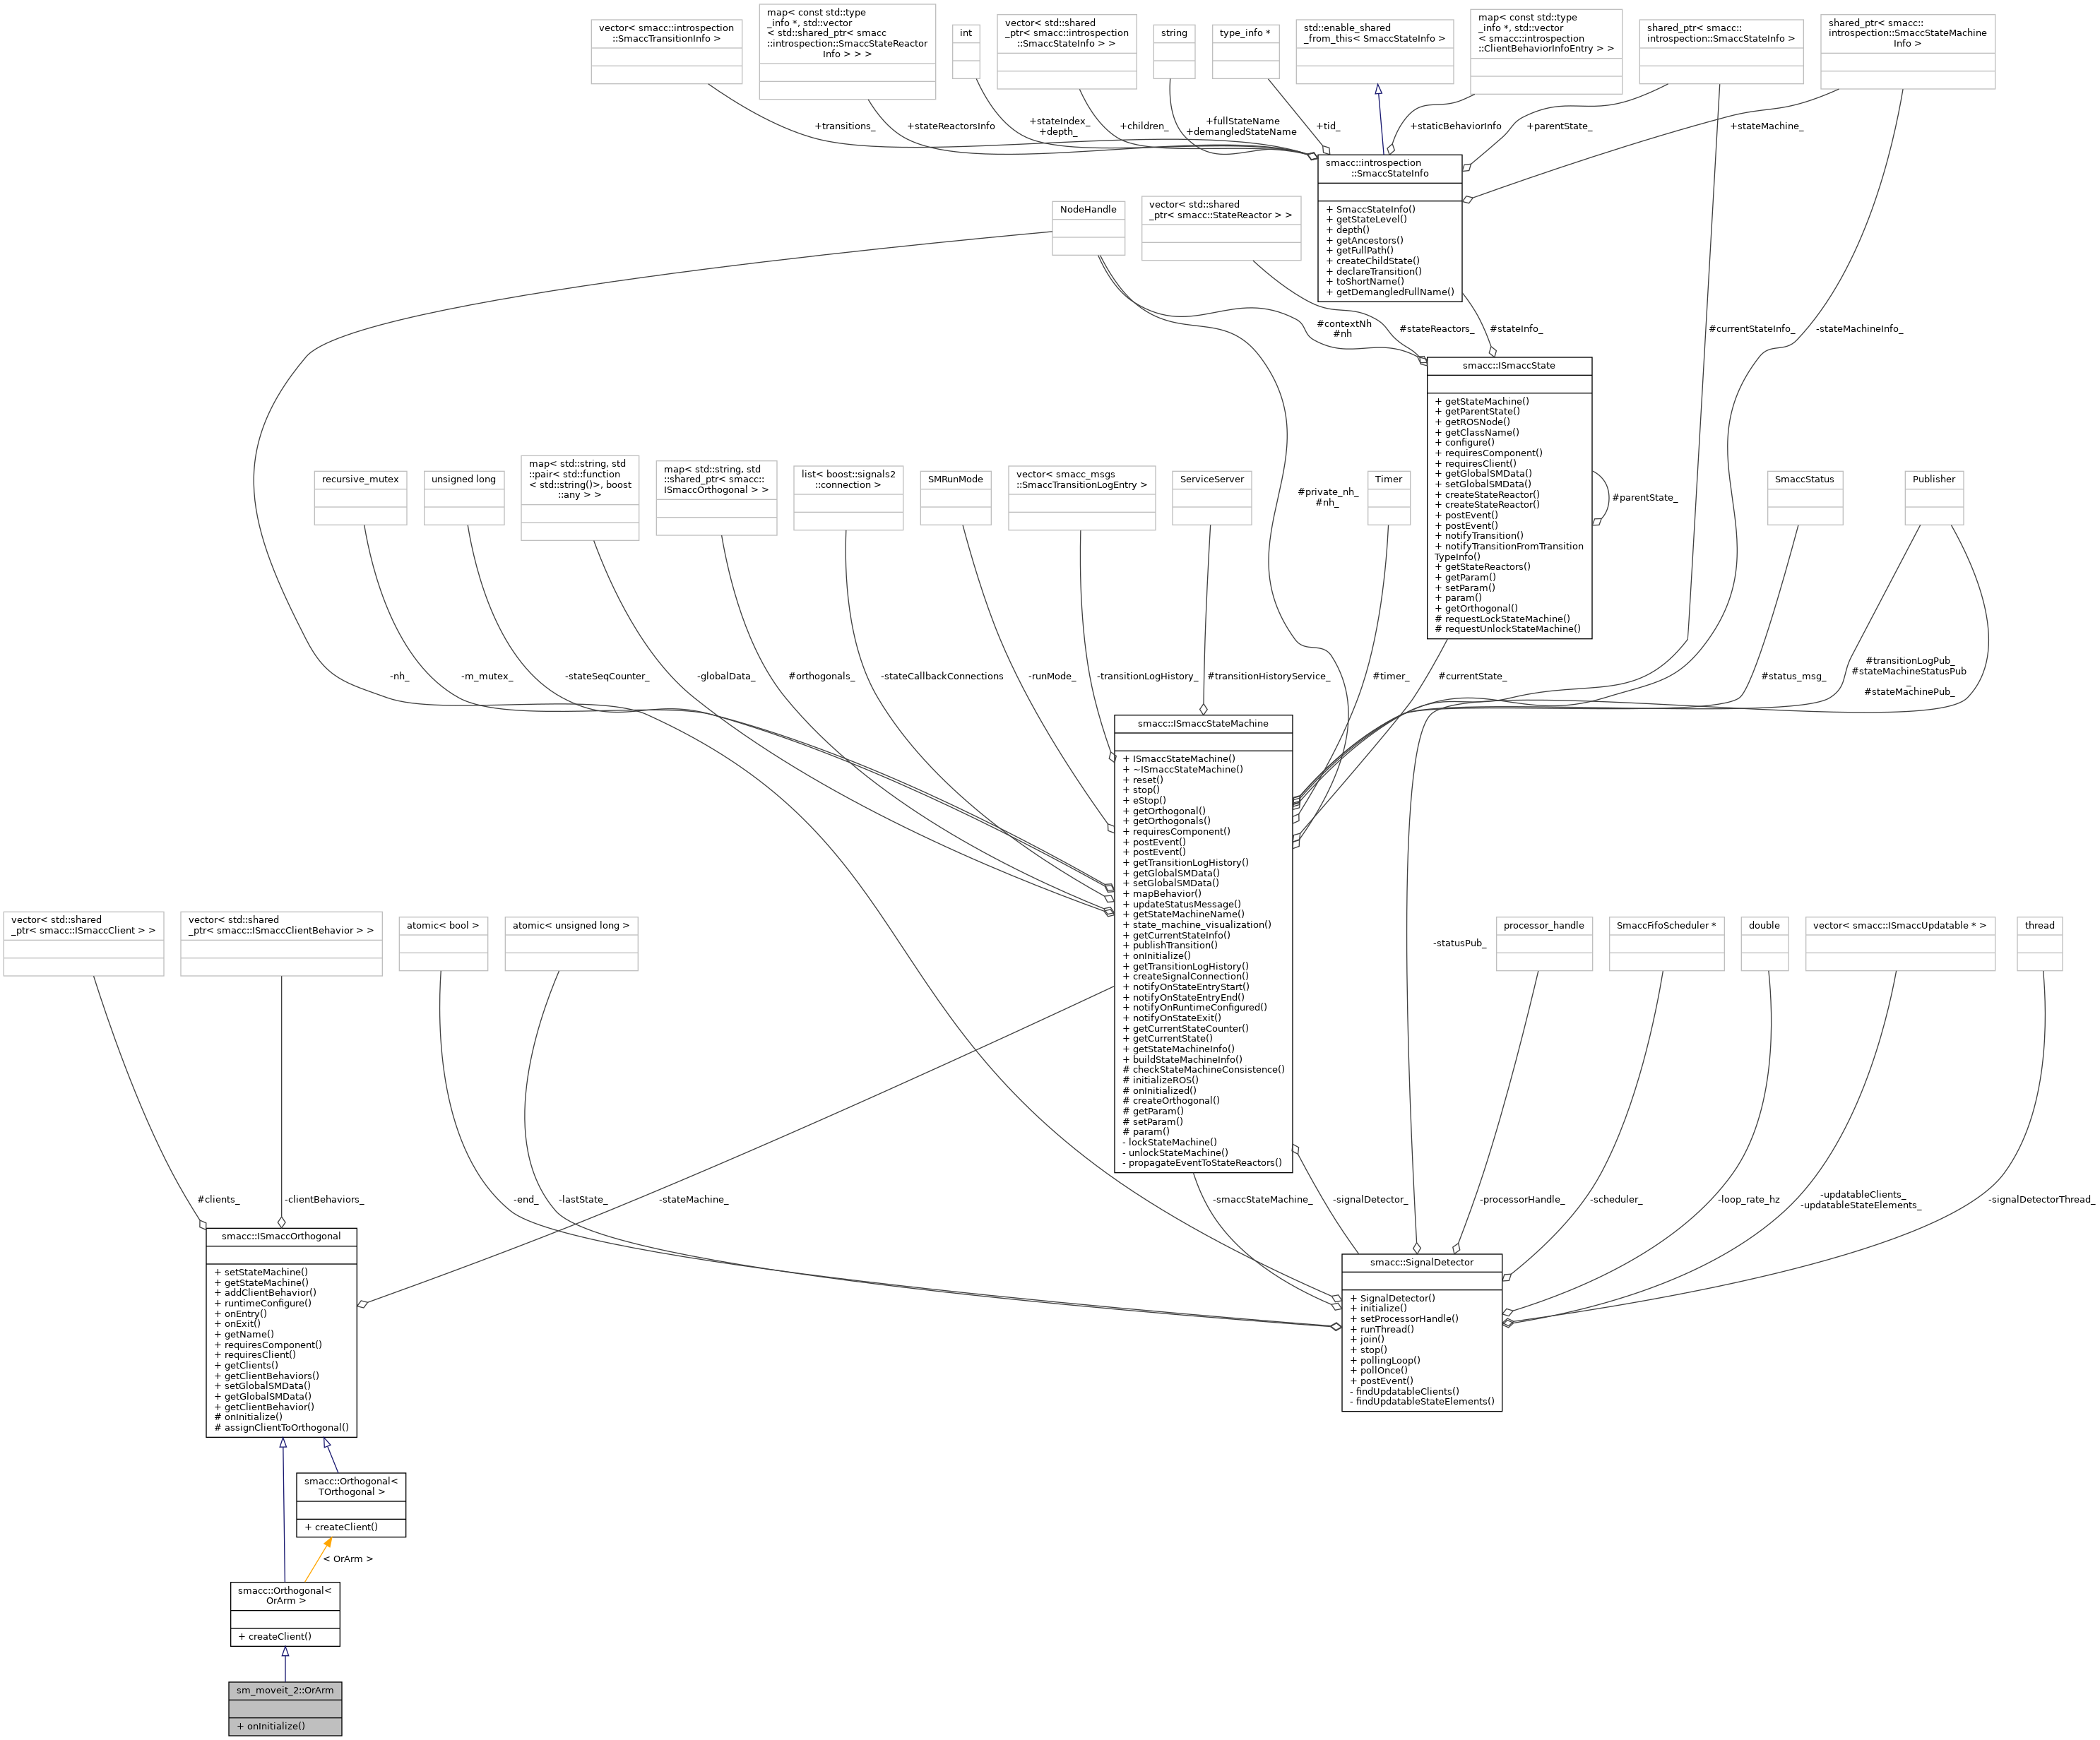 vector< smacc::introspection
::SmaccTransitionInfo >
map< const std::type
_info *, std::vector
< std::shared_ptr< smacc
::introspection::SmaccStateReactor
Info > > >
int
vector< std::shared
_ptr< smacc::introspection
::SmaccStateInfo > >
string
type_info *
std::enable_shared
_from_this< SmaccStateInfo >
map< const std::type
_info *, std::vector
< smacc::introspection
::ClientBehaviorInfoEntry > >
shared_ptr< smacc::
introspection::SmaccStateInfo >
shared_ptr< smacc::
introspection::SmaccStateMachine
Info >
+transitions_
+stateReactorsInfo
+stateIndex_
+depth_
+children_
+fullStateName
+demangledStateName
+tid_
+staticBehaviorInfo
+parentState_
+stateMachine_
smacc::introspection
::SmaccStateInfo
+ SmaccStateInfo()
+ getStateLevel()
+ depth()
+ getAncestors()
+ getFullPath()
+ createChildState()
+ declareTransition()
+ toShortName()
+ getDemangledFullName()
NodeHandle
vector< std::shared
_ptr< smacc::StateReactor > >
#contextNh
#nh
#stateReactors_
#stateInfo_
#currentStateInfo_
-stateMachineInfo_
smacc::ISmaccState
+ getStateMachine()
+ getParentState()
+ getROSNode()
+ getClassName()
+ configure()
+ requiresComponent()
+ requiresClient()
+ getGlobalSMData()
+ setGlobalSMData()
+ createStateReactor()
+ createStateReactor()
+ postEvent()
+ postEvent()
+ notifyTransition()
+ notifyTransitionFromTransition
TypeInfo()
+ getStateReactors()
+ getParam()
+ setParam()
+ param()
+ getOrthogonal()
# requestLockStateMachine()
# requestUnlockStateMachine()
#parentState_
recursive_mutex
unsigned long
map< std::string, std
::pair< std::function
< std::string()>, boost
::any > >
map< std::string, std
::shared_ptr< smacc::
ISmaccOrthogonal > >
list< boost::signals2
::connection >
SMRunMode
vector< smacc_msgs
::SmaccTransitionLogEntry >
ServiceServer
#private_nh_
#nh_
Timer
SmaccStatus
Publisher
-nh_
-m_mutex_
-stateSeqCounter_
-globalData_
#orthogonals_
-stateCallbackConnections
-runMode_
-transitionLogHistory_
#transitionHistoryService_
#timer_
#currentState_
#status_msg_
#transitionLogPub_
#stateMachineStatusPub
_
#stateMachinePub_
smacc::ISmaccStateMachine
+ ISmaccStateMachine()
+ ~ISmaccStateMachine()
+ reset()
+ stop()
+ eStop()
+ getOrthogonal()
+ getOrthogonals()
+ requiresComponent()
+ postEvent()
+ postEvent()
+ getTransitionLogHistory()
+ getGlobalSMData()
+ setGlobalSMData()
+ mapBehavior()
+ updateStatusMessage()
+ getStateMachineName()
+ state_machine_visualization()
+ getCurrentStateInfo()
+ publishTransition()
+ onInitialize()
+ getTransitionLogHistory()
+ createSignalConnection()
+ notifyOnStateEntryStart()
+ notifyOnStateEntryEnd()
+ notifyOnRuntimeConfigured()
+ notifyOnStateExit()
+ getCurrentStateCounter()
+ getCurrentState()
+ getStateMachineInfo()
+ buildStateMachineInfo()
# checkStateMachineConsistence()
# initializeROS()
# onInitialized()
# createOrthogonal()
# getParam()
# setParam()
# param()
- lockStateMachine()
- unlockStateMachine()
- propagateEventToStateReactors()
vector< std::shared
_ptr< smacc::ISmaccClient > >
vector< std::shared
_ptr< smacc::ISmaccClientBehavior > >
atomic< bool >
atomic< unsigned long >
-statusPub_
processor_handle
SmaccFifoScheduler *
double
vector< smacc::ISmaccUpdatable * >
thread
#clients_
-clientBehaviors_
-end_
-lastState_
-stateMachine_
-smaccStateMachine_
-signalDetector_
-processorHandle_
-scheduler_
-loop_rate_hz
-updatableClients_
-updatableStateElements_
-signalDetectorThread_
smacc::ISmaccOrthogonal
+ setStateMachine()
+ getStateMachine()
+ addClientBehavior()
+ runtimeConfigure()
+ onEntry()
+ onExit()
+ getName()
+ requiresComponent()
+ requiresClient()
+ getClients()
+ getClientBehaviors()
+ setGlobalSMData()
+ getGlobalSMData()
+ getClientBehavior()
# onInitialize()
# assignClientToOrthogonal()
smacc::SignalDetector
+ SignalDetector()
+ initialize()
+ setProcessorHandle()
+ runThread()
+ join()
+ stop()
+ pollingLoop()
+ pollOnce()
+ postEvent()
- findUpdatableClients()
- findUpdatableStateElements()
smacc::Orthogonal<
TOrthogonal >
+ createClient()
< OrArm >
smacc::Orthogonal<
OrArm >
+ createClient()
sm_moveit_2::OrArm
+ onInitialize()